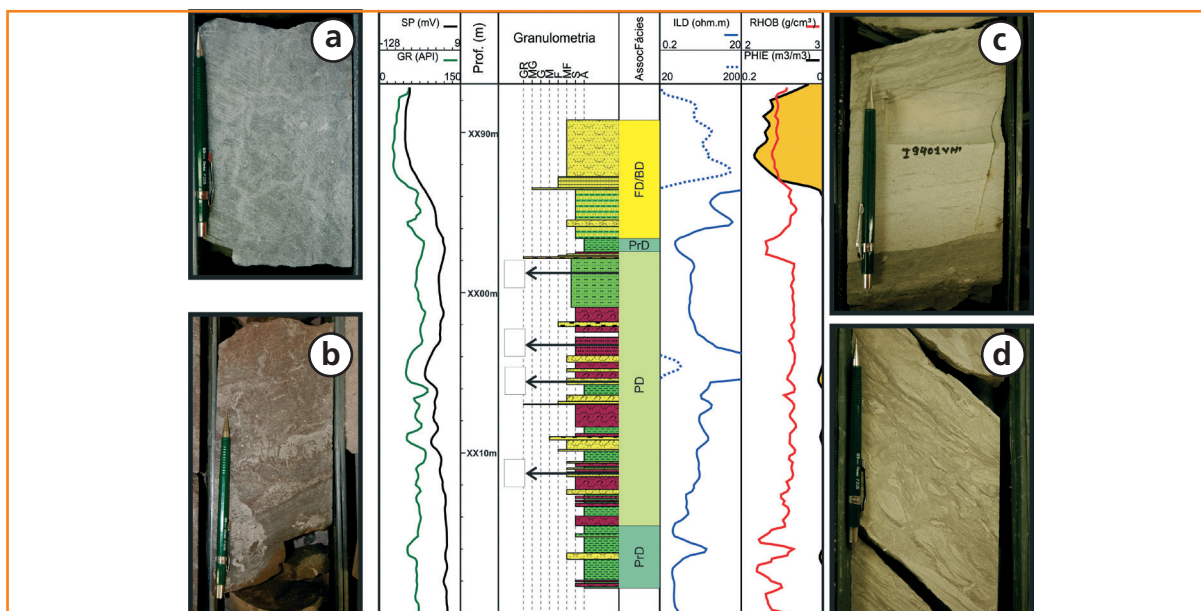 a
b
c
d
SP (mV)
-128 9
GR (API)
0 150
Prof. (m)
Granulometria
GR
MG
G
M
F
MF
S
A
AssocFácies
ILD (ohm.m)
0.2 20
20 200
RHOB (g/cm³)
2 3
PHIE (m3/m3)
0.2 0
XX90m
XX00m
XX10m
FD/BD
PrD
PD
PrD